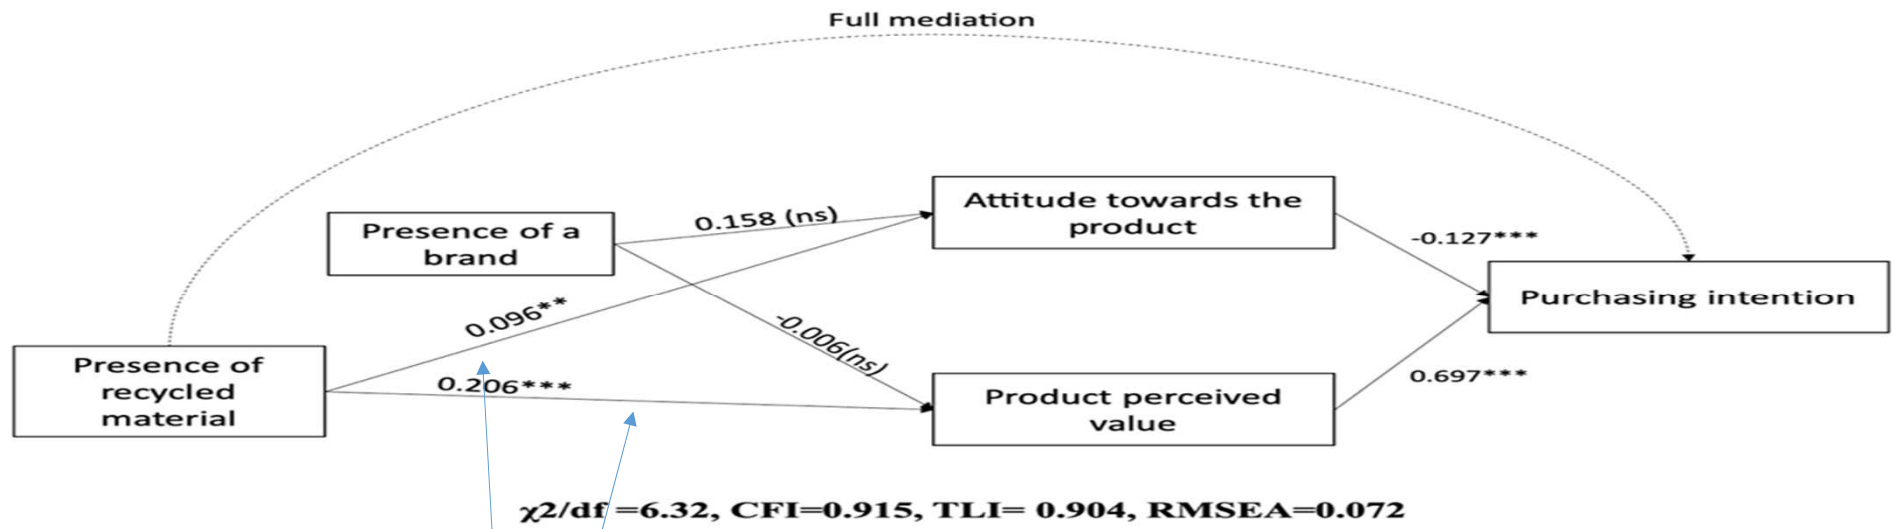 Full mediation
Attitude towards the
product
0.158 (ns)
Presence of a
brand
-0.127***
Purchasing intention
0.096**
-0.006(ns)
Presence of
recycled
material
0.206***
Product perceived
value
0.697***
χ2/df =6.32, CFI=0.915, TLI= 0.904, RMSEA=0.072